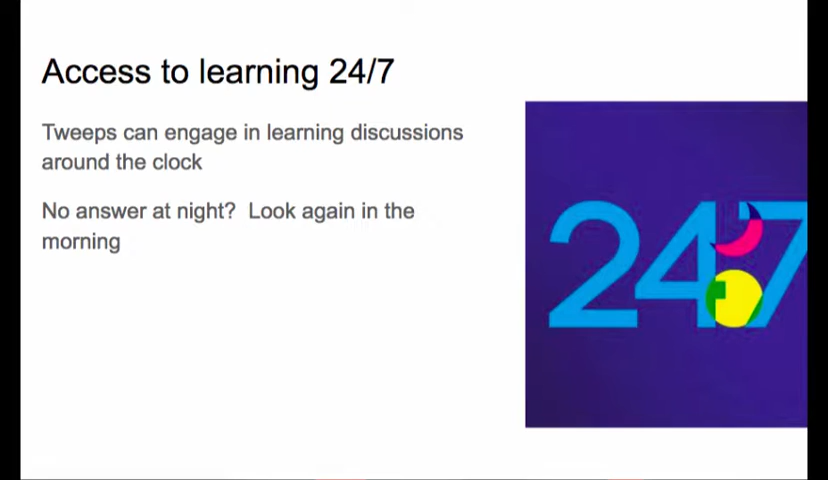 Access to learning 24/7
Tweeps can engage in learning discussions
around the clock
No answer at night? Look again in the
morning
24 7